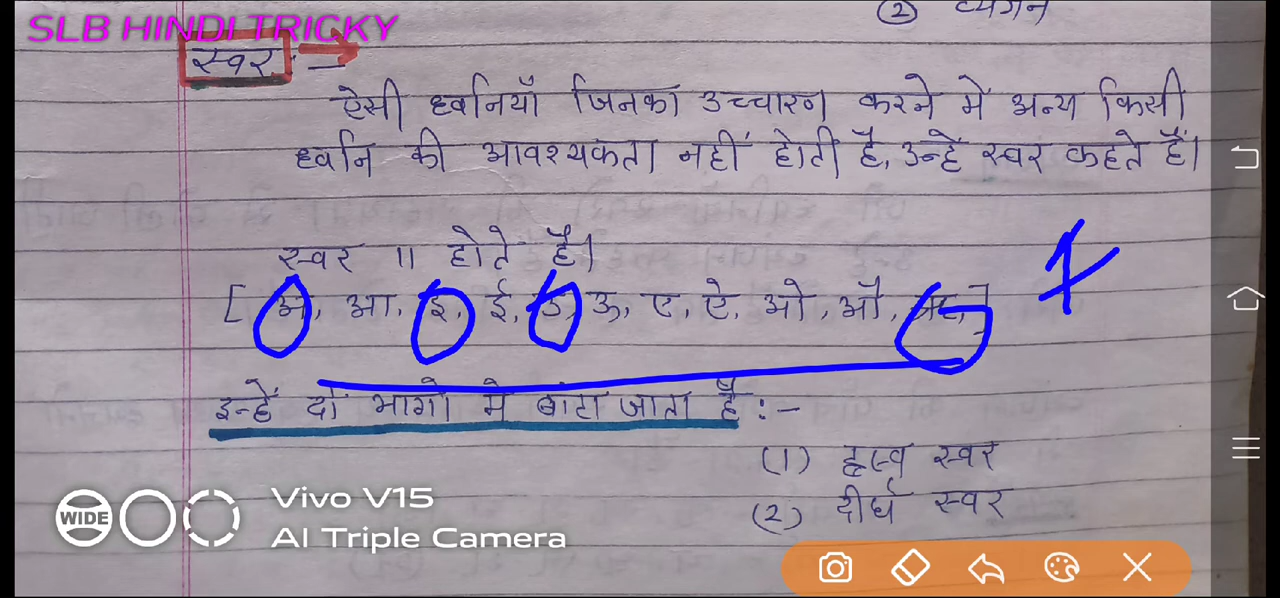 SLB HINDI TRICKY
(2) व्यंजन
स्वर :-
ऐसी ध्वनियाँ जिनका उच्चारण करने में अन्य किसी
ध्वनि की आवश्यकता नहीं होती है, उन्हें स्वर कहते हैं।
स्वर 11 होते हैं।
[ अ, आ, इ, ई, उ, ऊ, ए, ऐ, ओ, औ, ऋ, ]
इन्हें दो भागो में बांटा जाता है :-
(1) ह्रस्व स्वर
(2) दीर्घ स्वर
WIDE
Vivo V15
AI Triple Camera